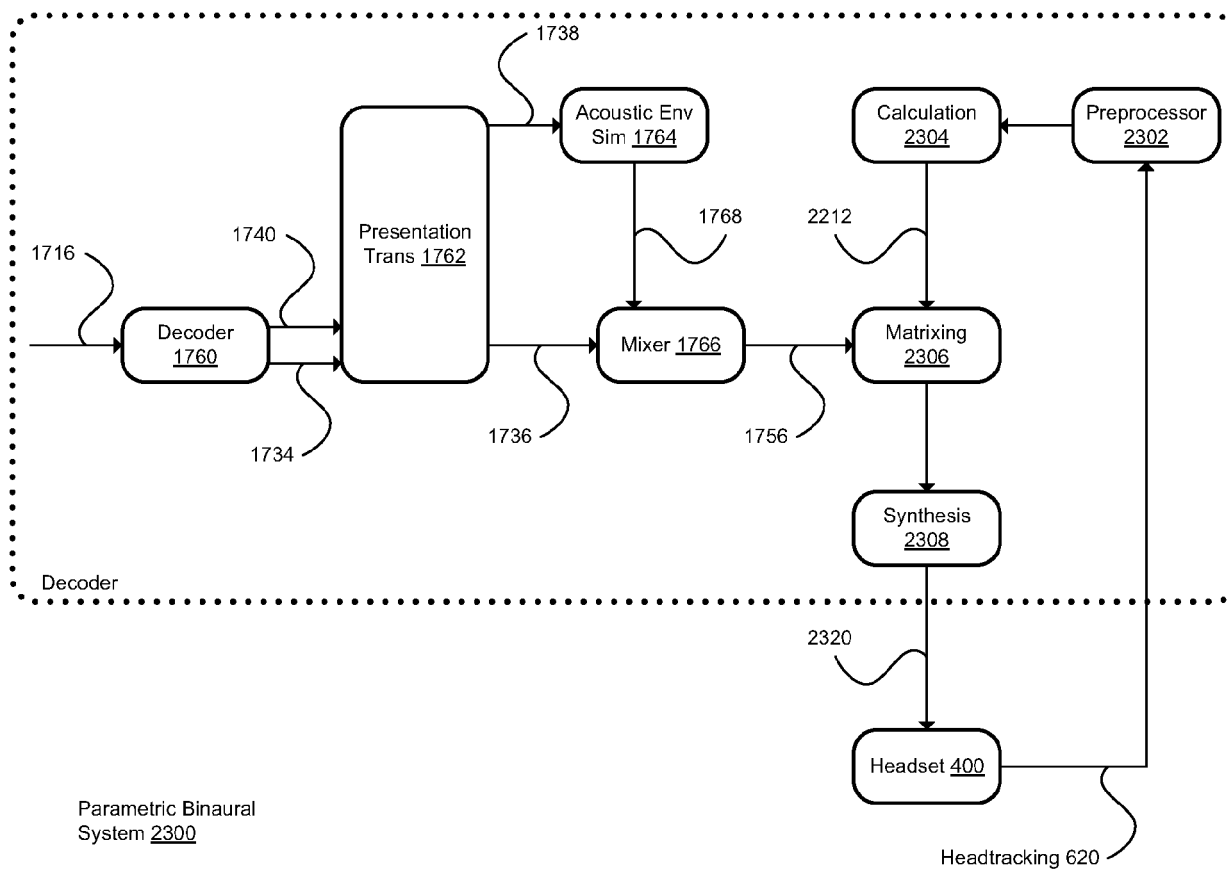 1738
Acoustic Env
Sim 1764
Calculation
2304
Preprocessor
2302
Presentation
Trans 1762
1740
1716
1768
2212
Decoder
1760
Mixer 1766
Matrixing
2306
1734
1736
1756
Synthesis
2308
Decoder
2320
Headset 400
Parametric Binaural
System 2300
Headtracking 620